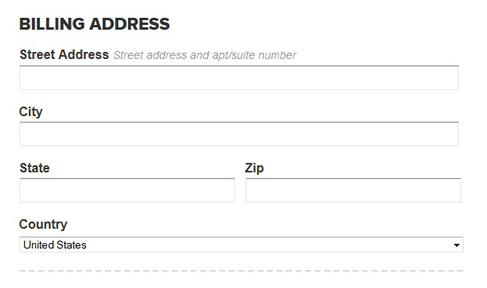 BILLING ADDRESS
Street Address Street address and apt/suite number
City
State Zip
Country
United States